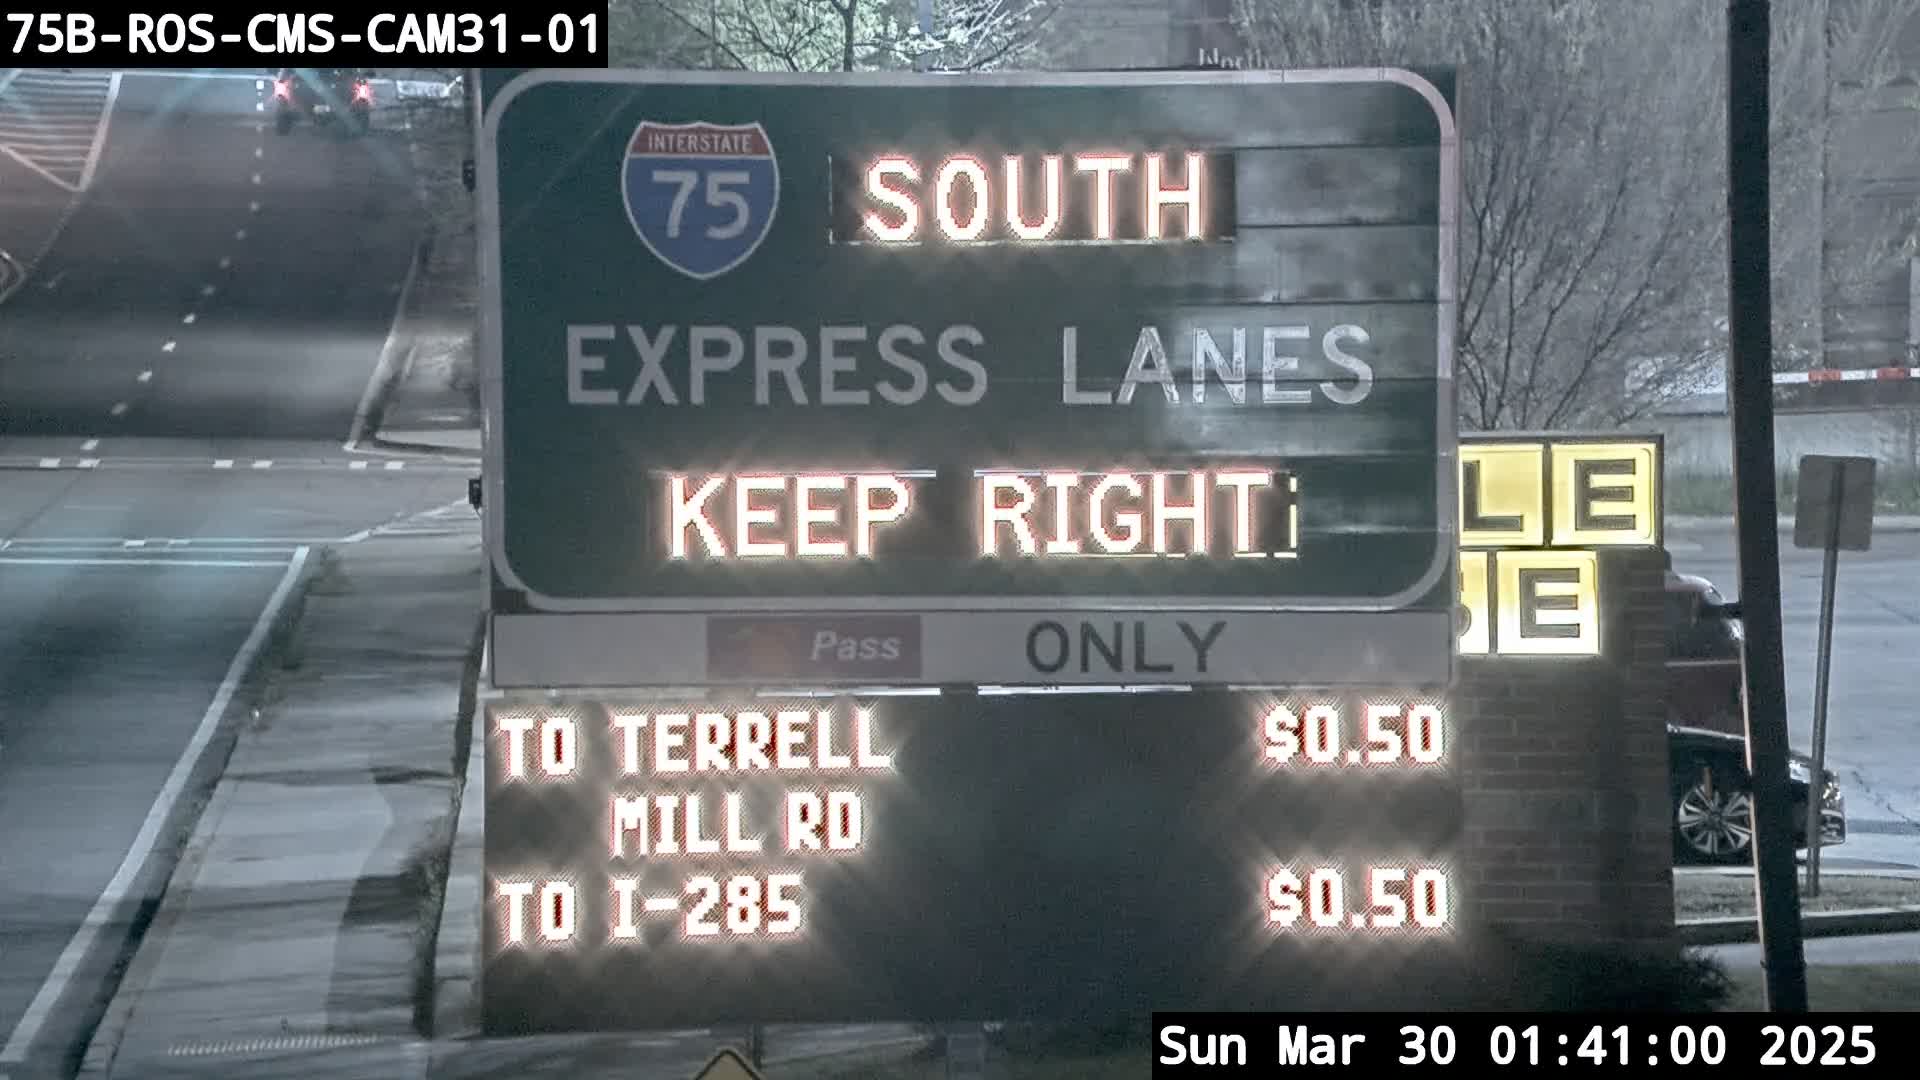 75B-ROS-CMS-CAM31-01
INTERSTATE
75
SOUTH
EXPRESS LANES
KEEP RIGHT
Pass ONLY
TO TERRELL $0.50
MILL RD
TO I-285 $0.50
LE
E
Sun Mar 30 01:41:00 2025